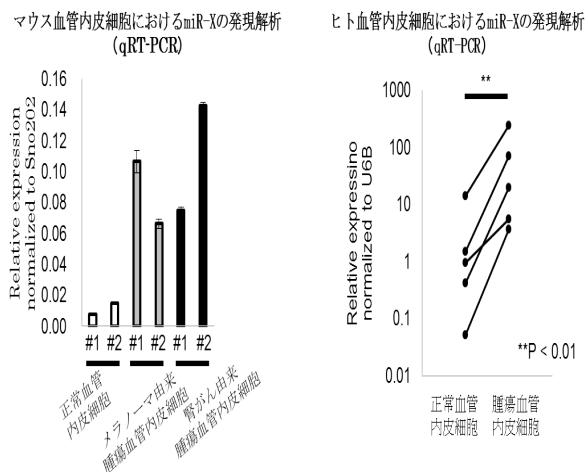 マウス血管内皮細胞におけるmiR-Xの発現解析
(qRT-PCR)
Relative expression
normalized to Sno202
0.16
0.14
0.12
0.10
0.08
0.06
0.04
0.02
0.00
#1 #2 #1 #2 #1 #2
正常血管
内皮細胞
メラノーマ由来
腫瘍血管内皮細胞
腎がん由来
腫瘍血管内皮細胞
ヒト血管内皮細胞におけるmiR-Xの発現解析
(qRT-PCR)
Relative expressino
normalized to U6B
**
1000
100
10
1
0.1
0.01
**P < 0.01
正常血管
内皮細胞
腫瘍血管
内皮細胞